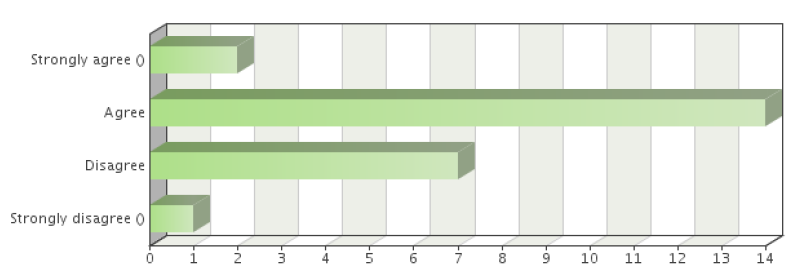 Strongly agree ()
Agree
Disagree
Strongly disagree ()
0 1 2 3 4 5 6 7 8 9 10 11 12 13 14